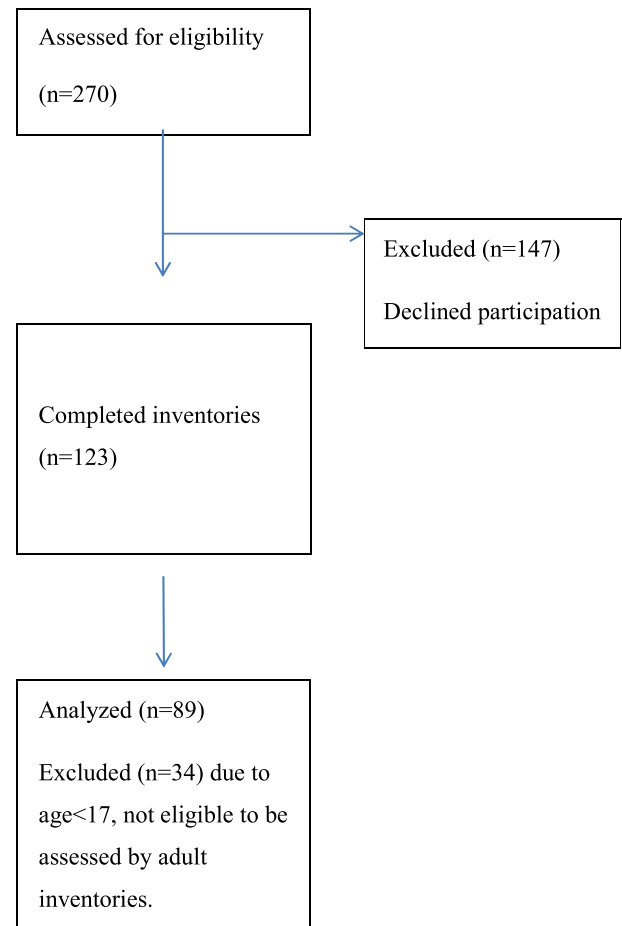 Assessed for eligibility
(n=270)
Excluded (n=147)
Declined participation
Completed inventories
(n=123)
Analyzed (n=89)
Excluded (n=34) due to
age<17, not eligible to be
assessed by adult
inventories.